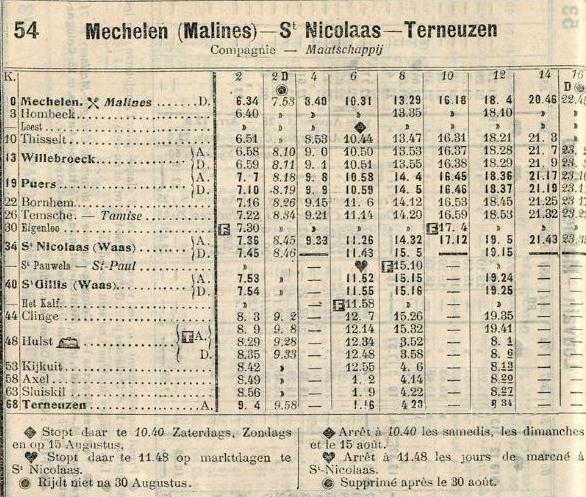 54 Mechelen (Malines) — St Nicolaas — Terneuzen
Compagnie — Maatschappij
K. 2 2 D 4 6 8 10 12 14 16 D
0 Mechelen. Malines D. 6.34 7.53 8.40 10.31 13.29 16.18 18. 4 20.46
3 Hombeek. 6.40 » » » 13.35 » 18.10 » »
— Leest » » » » » » » »
10 Thisselt. 6.51 » 8.53 10.44 13.47 16.31 18.21 21. 3
13 Willebroeck. A. 6.58 8.10 9. 0 10.50 13.53 16.37 18.28 21. 7
D. 6.59 8.11 9. 1 10.51 13.55 16.38 18.29 21. 9
19 Puers A. 7. 7 8.18 9. 8 10.58 14. 4 16.45 18.36 21.17
D. 7.10 8.19 9. 9 10.59 14. 5 16.46 18.37 21.19
22 Bornhem. 7.16 8.26 9.15 11. 6 14.12 16.53 18.45 21.25
26 Temsche. — Tamise 7.22 8.34 9.21 11.14 14.20 16.59 18.53 21.32
30 Eigenloo F 7.30 » » » » F 17. 4 » »
34 St Nicolaas (Waas) A. 7.36 8.45 9.33 11.26 14.32 17.12 19. 5 21.43
D. 7.45 8.46 — 11.43 15. 5 — 19.15 —
— St Pauwels — St-Paul » — F 15.10 — » —
40 St Gillis (Waas). A. 7.53 » — 11.52 15.15 — 19.24 —
D. 7.54 » — 11.55 15.16 — 19.25 —
— Het Kalf. » » — F 11.58 » — » —
44 Clinge 8. 3 9. 2 — 12. 7 15.26 — 19.35 —
48 Hulst T A. 8. 9 9. 8 — 12.14 15.32 — 19.41 —
8.29 9.28 — 12.34 3.52 — 8. 1 —
D. 8.35 9.33 — 12.48 3.58 — 8. —
53 Kijkuit 8.42 » — 12.55 4. 6 — 8.13 —
58 Axel 8.49 » — 1. 2 4.14 — 8.20 —
63 Sluiskil 8.56 » — 1. 9 4.22 — 8.27 —
68 Terneuzen A. 9. 4 9.58 — 1.16 — —
Stopt daar te 10.40 Zaterdags, Zondags
en op 15 Augustus.
Stopt daar te 11.48 op marktdagen te
St Nicolaas.
Rijdt niet na 30 Augustus.
Arrêt à 10.40 les samedis, les dimanches
et le 15 août.
Arrêt à 11.48 les jours de marché à
St-Nicolaas.
Supprimé après le 30 août.